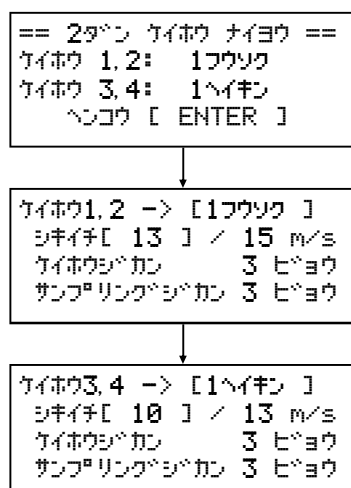 == 2ダン ケイホウ ナイヨウ ==
ケイホウ 1,2: 1フウソク
ケイホウ 3,4: 1ヘイキン
ヘンコウ [ ENTER ]
ケイホウ1,2 -> [1フウソク ]
シキイチ[ 13 ] / 15 m/s
ケイホウジカン 3 ビョウ
サンプリングジカン 3 ビョウ
ケイホウ3,4 -> [1ヘイキン ]
シキイチ[ 10 ] / 13 m/s
ケイホウジカン 3 ビョウ
サンプリングジカン 3 ビョウ